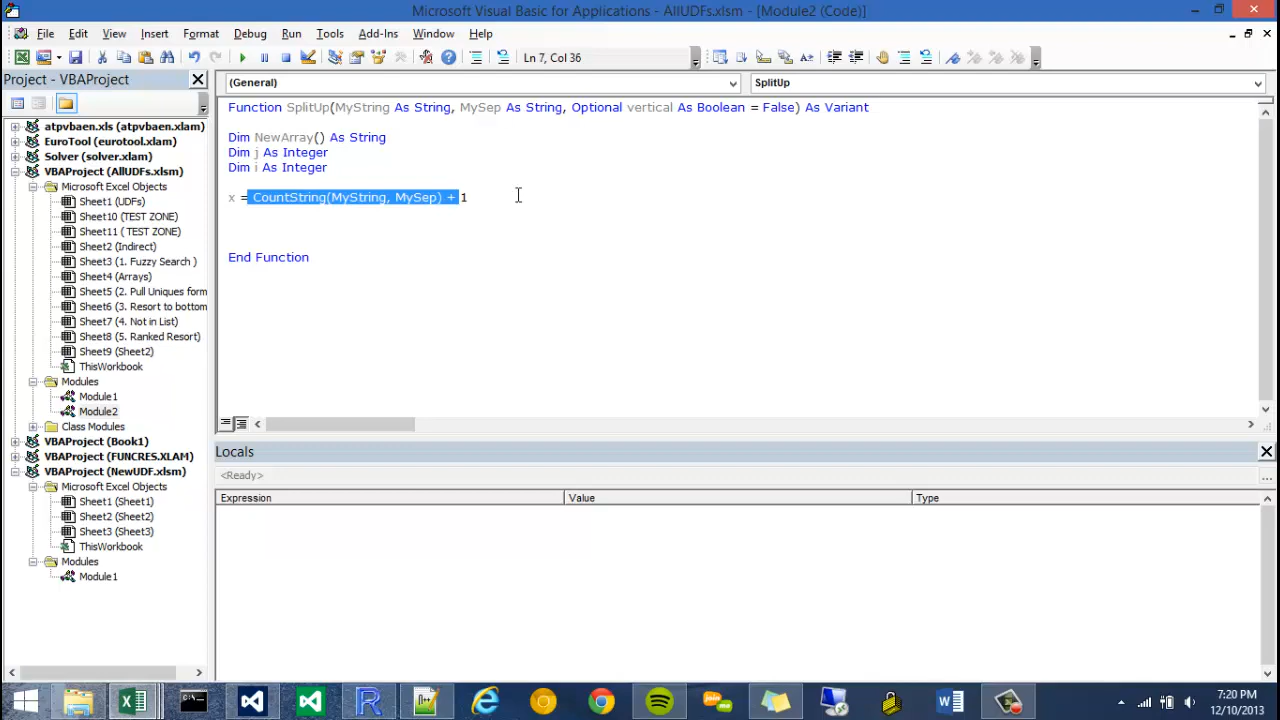 Microsoft Visual Basic for Applications - AllUDFs.xlsm - [Module2 (Code)]
File Edit View Insert Format Debug Run Tools Add-Ins Window Help
Ln 7, Col 36
Project - VBAProject
(General) SplitUp
atpvbaen.xls (atpvbaen.xlam)
EuroTool (eurotool.xlam)
Solver (solver.xlam)
VBAProject (AllUDFs.xlsm)
Microsoft Excel Objects
Sheet1 (UDFs)
Sheet10 (TEST ZONE)
Sheet11 ( TEST ZONE)
Sheet2 (Indirect)
Sheet3 (1. Fuzzy Search )
Sheet4 (Arrays)
Sheet5 (2. Pull Uniques form
Sheet6 (3. Resort to bottom
Sheet7 (4. Not in List)
Sheet8 (5. Ranked Resort)
Sheet9 (Sheet2)
ThisWorkbook
Modules
Module1
Module2
Class Modules
VBAProject (Book1)
VBAProject (FUNCRES.XLAM)
VBAProject (NewUDF.xlsm)
Microsoft Excel Objects
Sheet1 (Sheet1)
Sheet2 (Sheet2)
Sheet3 (Sheet3)
ThisWorkbook
Modules
Module1
Function SplitUp(MyString As String, MySep As String, Optional vertical As Boolean = False) As Variant
Dim NewArray() As String
Dim j As Integer
Dim i As Integer
x = CountString(MyString, MySep) + 1
End Function
Locals
<Ready>
Expression Value Type
7:20 PM
12/10/2013